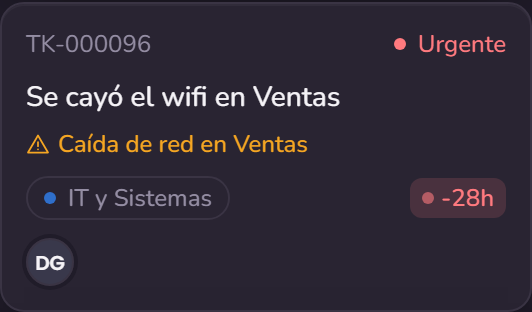 TK-000096
Urgente
Se cayó el wifi en Ventas
Caída de red en Ventas
IT y Sistemas
-28h
DG